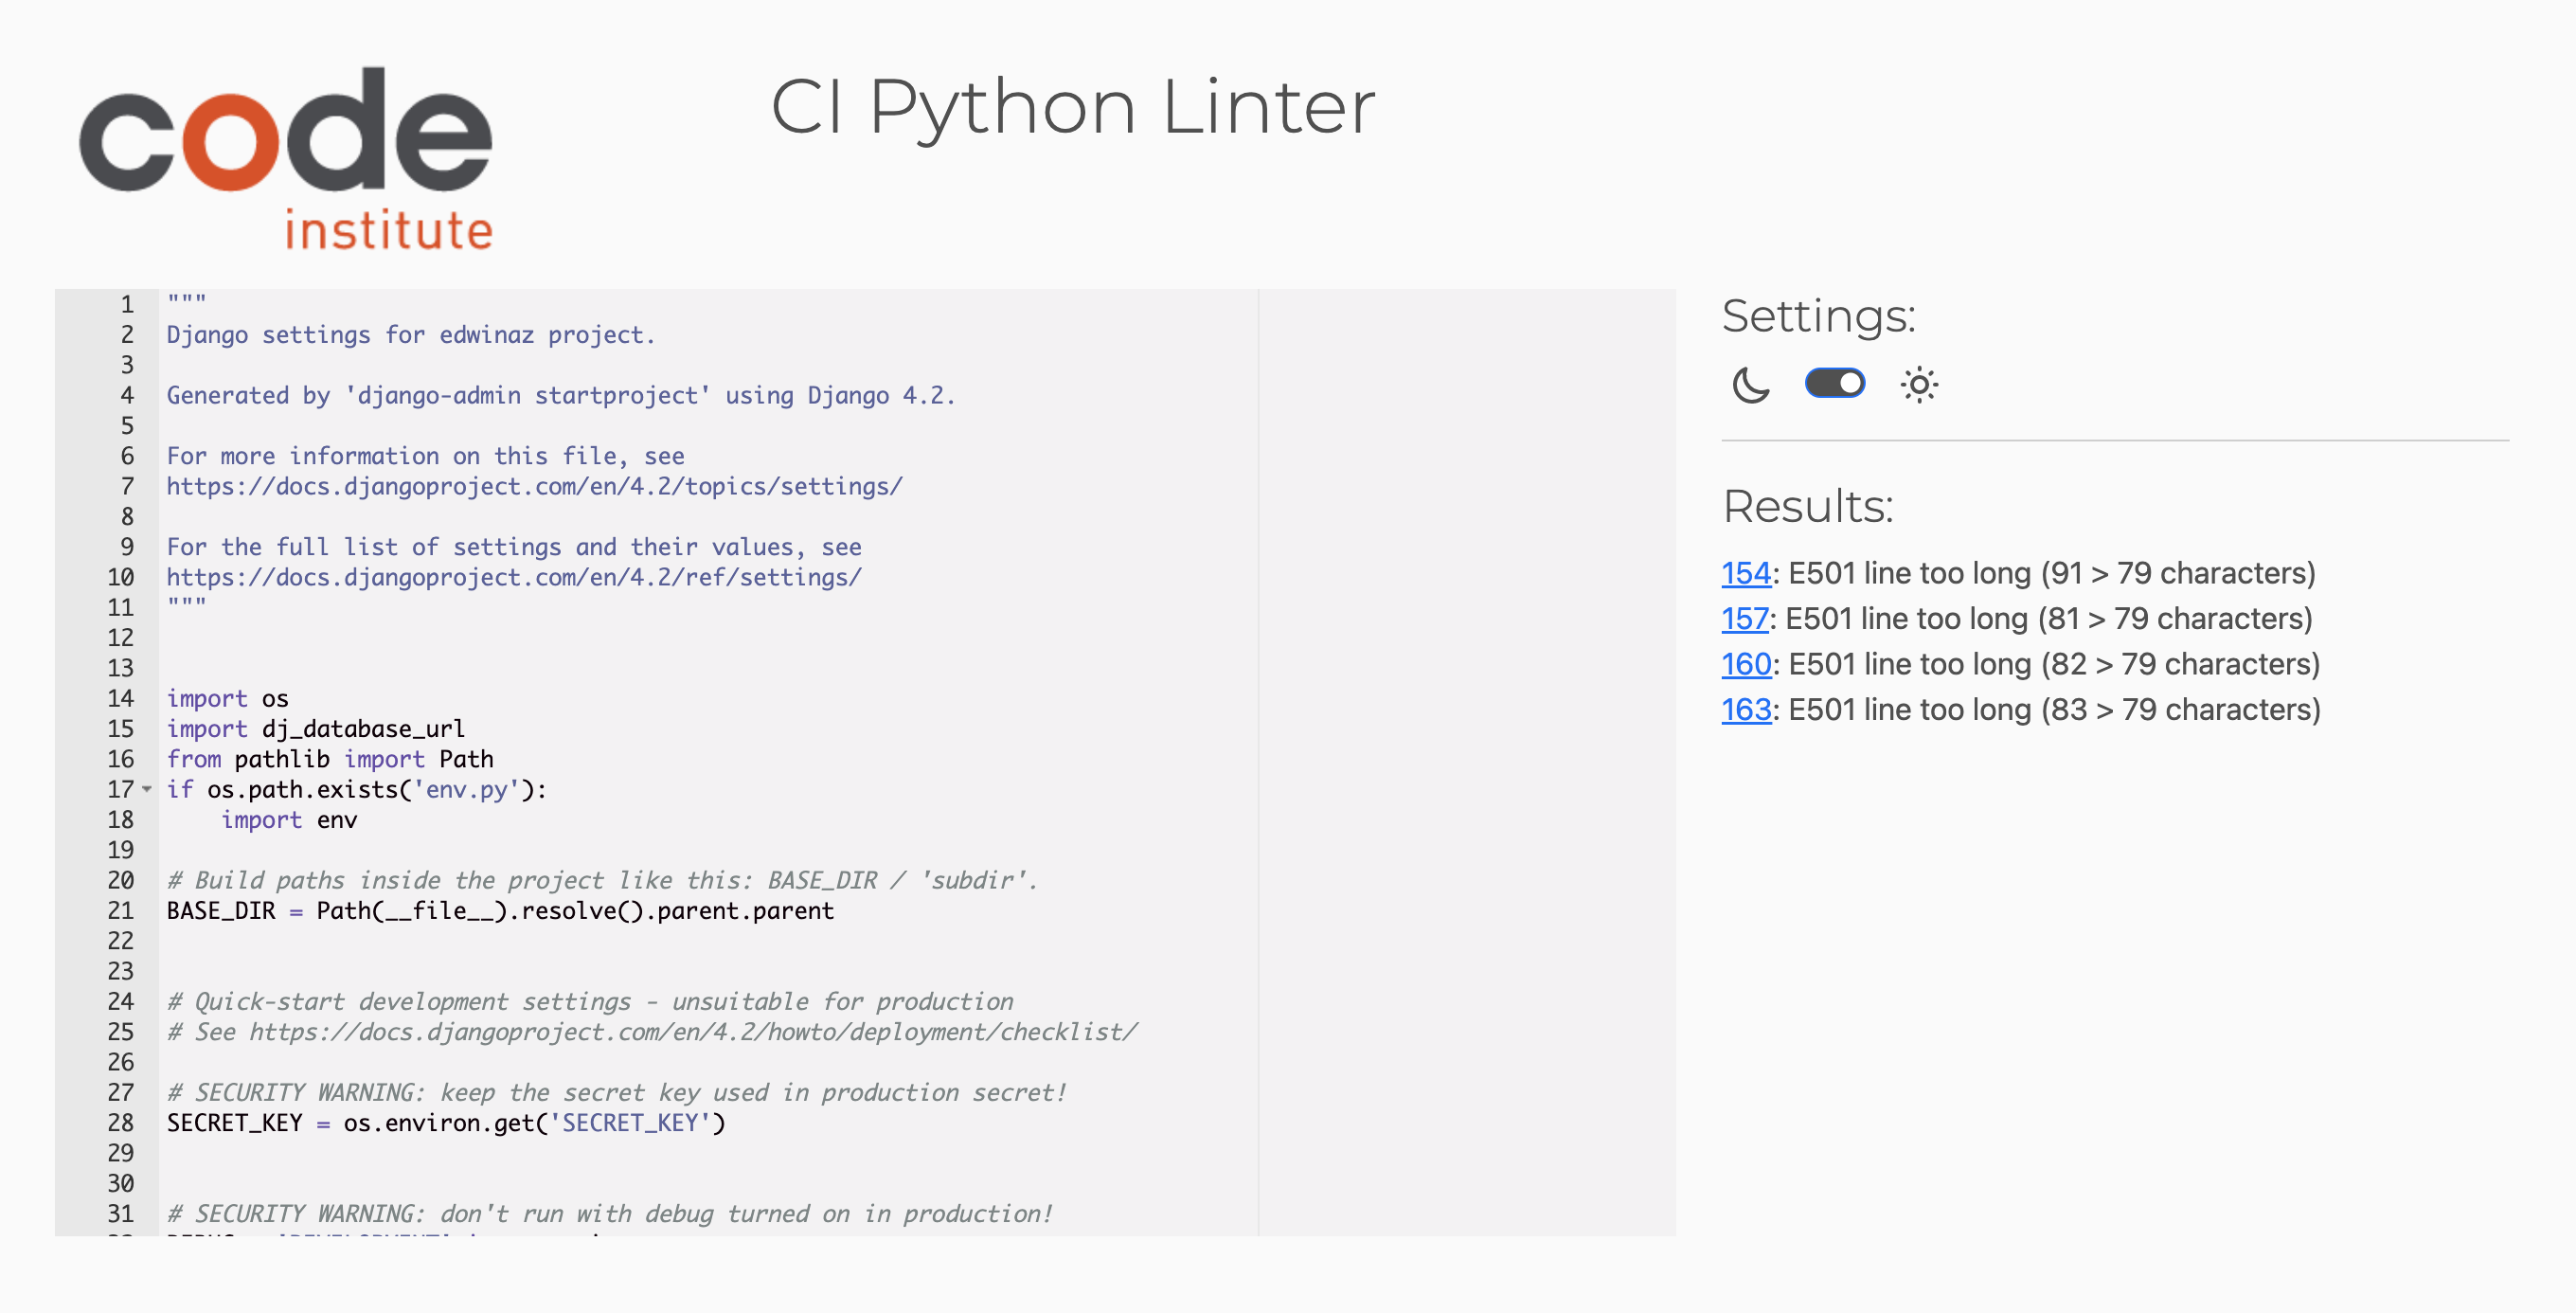 code
institute
CI Python Linter
1 """
2 Django settings for edwinaz project.
3
4 Generated by 'django-admin startproject' using Django 4.2.
5
6 For more information on this file, see
7 https://docs.djangoproject.com/en/4.2/topics/settings/
8
9 For the full list of settings and their values, see
10 https://docs.djangoproject.com/en/4.2/ref/settings/
11 """
12
13
14 import os
15 import dj_database_url
16 from pathlib import Path
17 if os.path.exists('env.py'):
18     import env
19
20 # Build paths inside the project like this: BASE_DIR / 'subdir'.
21 BASE_DIR = Path(__file__).resolve().parent.parent
22
23
24 # Quick-start development settings - unsuitable for production
25 # See https://docs.djangoproject.com/en/4.2/howto/deployment/checklist/
26
27 # SECURITY WARNING: keep the secret key used in production secret!
28 SECRET_KEY = os.environ.get('SECRET_KEY')
29
30
31 # SECURITY WARNING: don't run with debug turned on in production!
Settings:
Results:
154: E501 line too long (91 > 79 characters)
157: E501 line too long (81 > 79 characters)
160: E501 line too long (82 > 79 characters)
163: E501 line too long (83 > 79 characters)